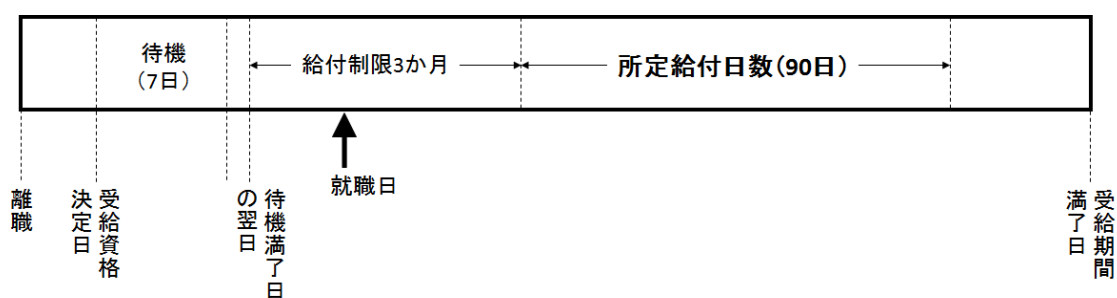 待機
（7日）
給付制限3か月
所定給付日数（90日）
就職日
離職
受給資格
決定日
待機満了日
の翌日
受給期間
満了日